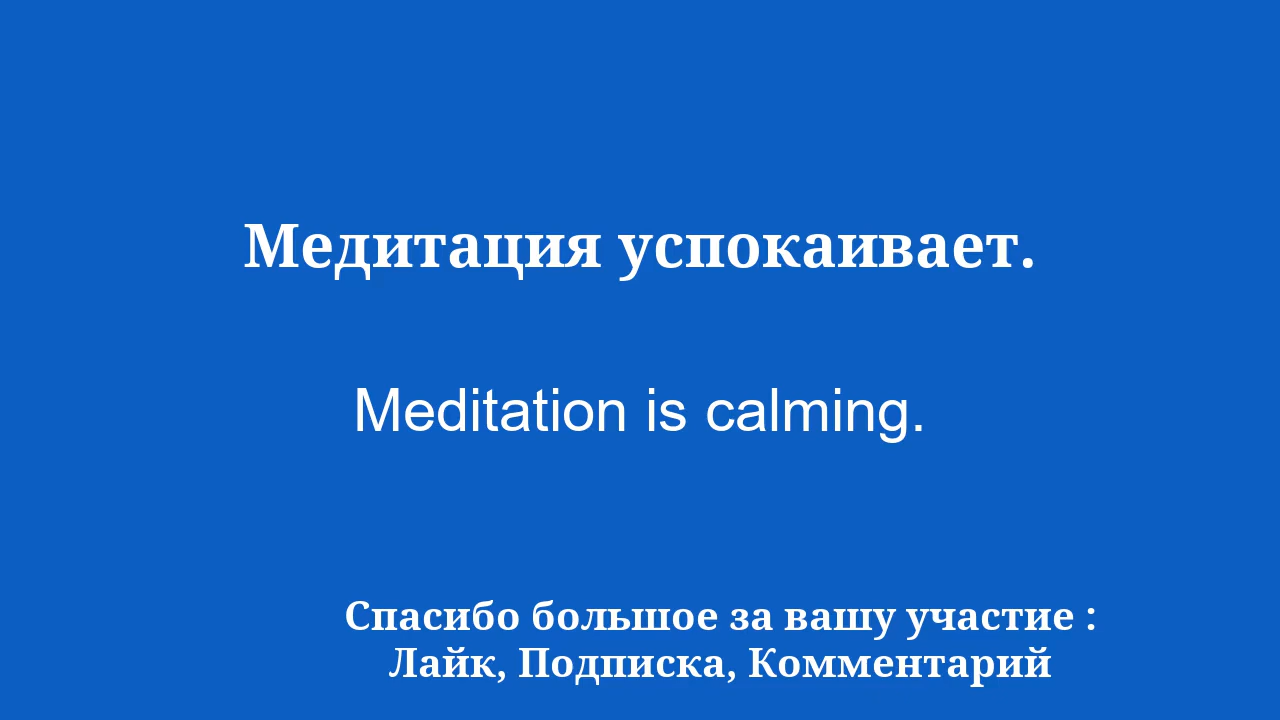 Медитация успокаивает.
Meditation is calming.
Спасибо большое за вашу участие :
Лайк, Подписка, Комментарий